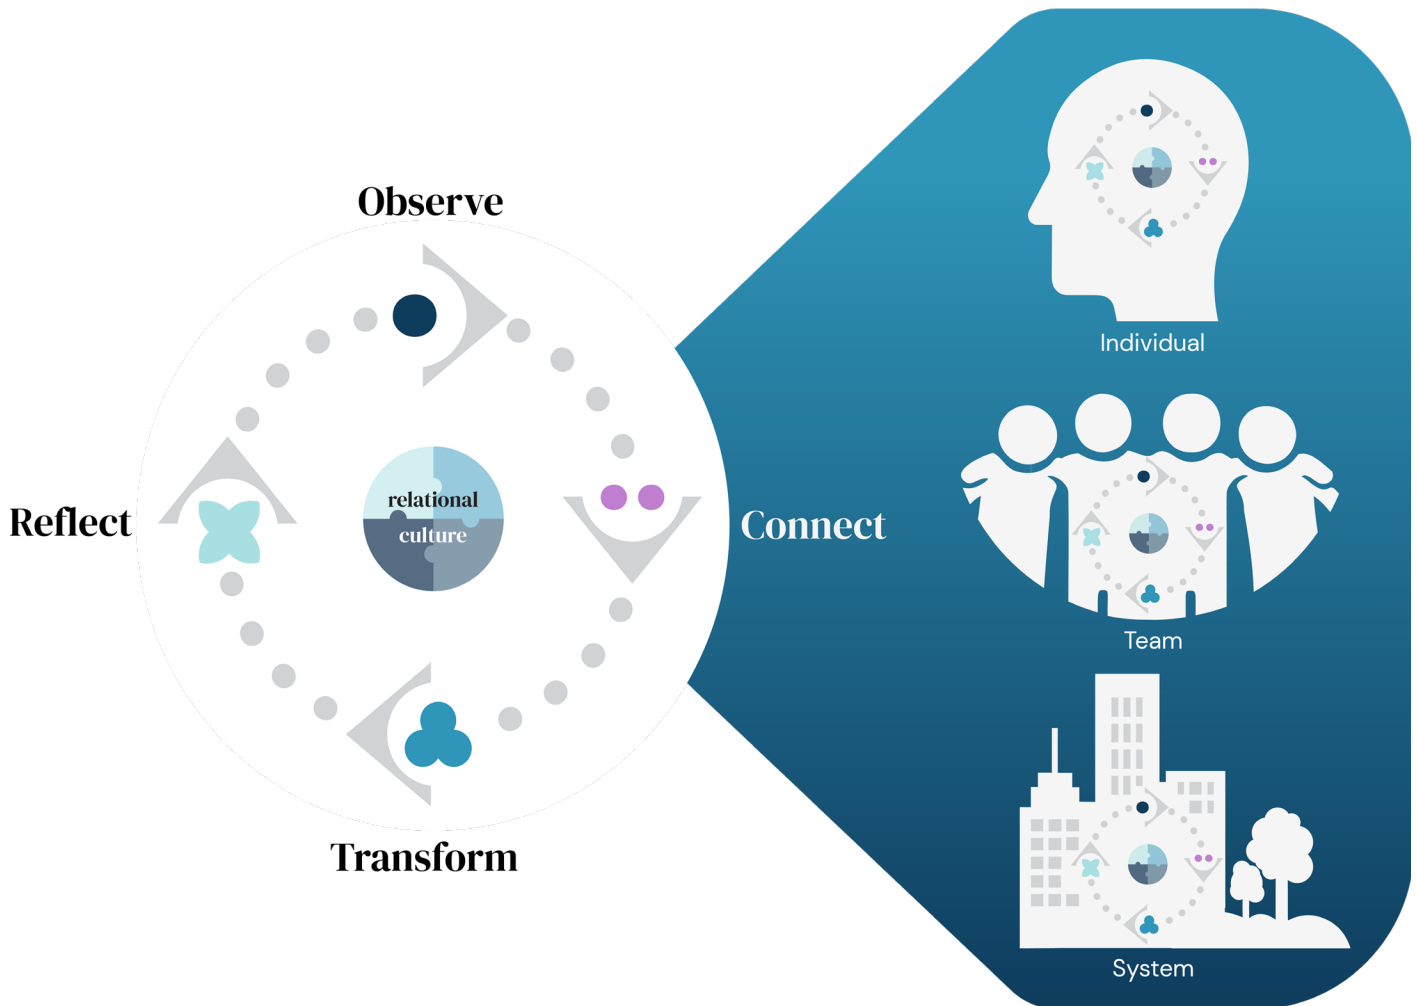 Observe
Reflect
relational
culture
Connect
Transform
Individual
Team
System